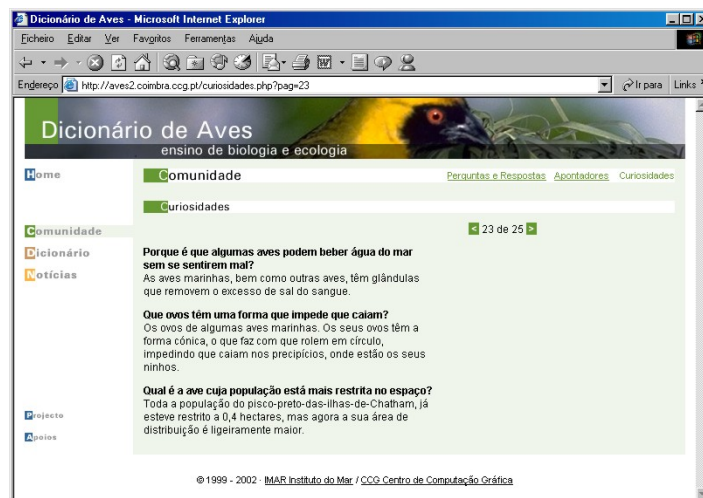 Dicionário de Aves - Microsoft Internet Explorer
Ficheiro Editar Ver Favoritos Ferramentas Ajuda
Endereço http://aves2.coimbra.ccg.pt/curiosidades.php?pag=23 Ir para Links
Dicionário de Aves
ensino de biologia e ecologia
Home
Comunidade
Perguntas e Respostas Apontadores Curiosidades
Curiosidades
Comunidade
< 23 de 25 >
Dicionário
Notícias
Porque é que algumas aves podem beber água do mar
sem se sentirem mal?
As aves marinhas, bem como outras aves, têm glândulas
que removem o excesso de sal do sangue.
Que ovos têm uma forma que impede que caiam?
Os ovos de algumas aves marinhas. Os seus ovos têm a
forma cónica, o que faz com que rolem em círculo,
impedindo que caiam nos precipícios, onde estão os seus
ninhos.
Qual é a ave cuja população está mais restrita no espaço?
Toda a população do pisco-preto-das-ilhas-de-Chatham, já
esteve restrito a 0,4 hectares, mas agora a sua área de
distribuição é ligeiramente maior.
Projecto
Apoios
© 1999 - 2002 · IMAR Instituto do Mar / CCG Centro de Computação Gráfica